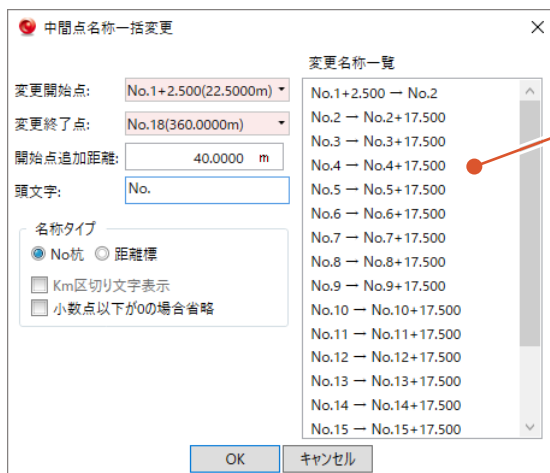 中間点名称一括変更
変更開始点: No.1+2.500(22.5000m)
変更終了点: No.18(360.0000m)
開始点追加距離: 40.0000 m
頭文字: No.
名称タイプ
No杭 距離標
Km区切り文字表示
小数点以下が0の場合省略
変更名称一覧
No.1+2.500 → No.2
No.2 → No.2+17.500
No.3 → No.3+17.500
No.4 → No.4+17.500
No.5 → No.5+17.500
No.6 → No.6+17.500
No.7 → No.7+17.500
No.8 → No.8+17.500
No.9 → No.9+17.500
No.10 → No.10+17.500
No.11 → No.11+17.500
No.12 → No.12+17.500
No.13 → No.13+17.500
No.14 → No.14+17.500
No.15 → No.15+17.500
OK キャンセル